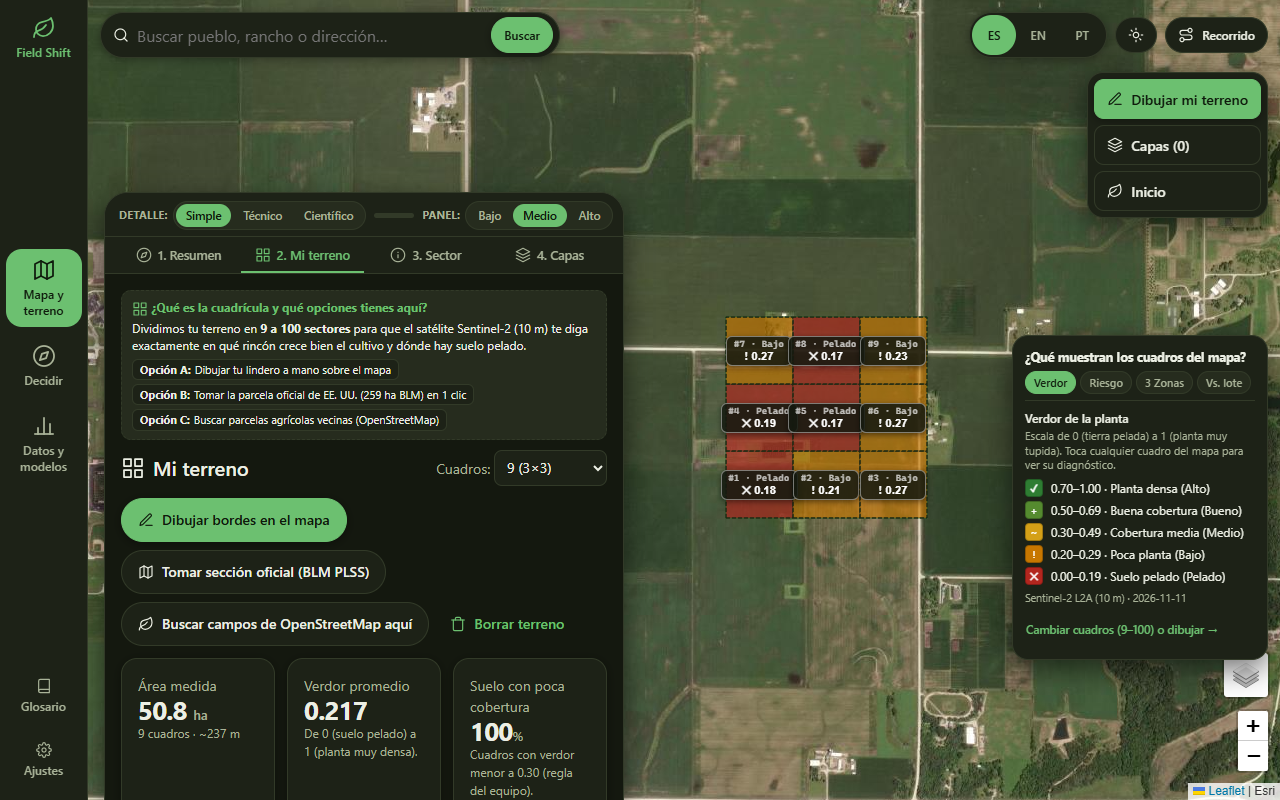 Field Shift
Buscar pueblo, rancho o dirección...
Buscar
ES
EN
PT
Recorrido
Dibujar mi terreno
Capas (0)
Inicio
Mapa y
terreno
Decidir
Datos y
modelos
Glosario
Ajustes
DETALLE:
Simple
Técnico
Científico
PANEL:
Bajo
Medio
Alto
1. Resumen
2. Mi terreno
3. Sector
4. Capas
¿Qué es la cuadrícula y qué opciones tienes aquí?
Dividimos tu terreno en 9 a 100 sectores para que el satélite Sentinel-2 (10 m) te diga
exactamente en qué rincón crece bien el cultivo y dónde hay suelo pelado.
Opción A: Dibujar tu lindero a mano sobre el mapa
Opción B: Tomar la parcela oficial de EE. UU. (259 ha BLM) en 1 clic
Opción C: Buscar parcelas agrícolas vecinas (OpenStreetMap)
Mi terreno
Cuadros:
9 (3×3)
Dibujar bordes en el mapa
Tomar sección oficial (BLM PLSS)
Buscar campos de OpenStreetMap aquí
Borrar terreno
Área medida
50.8 ha
9 cuadros · ~237 m
Verdor promedio
0.217
De 0 (suelo pelado) a
1 (planta muy densa).
Suelo con poca
cobertura
100%
Cuadros con verdor
menor a 0.30 (regla
del equipo).
#7 · Bajo
! 0.27
#8 · Pelado
✕ 0.17
#9 · Bajo
! 0.23
#4 · Pelado
✕ 0.19
#5 · Pelado
✕ 0.17
#6 · Bajo
! 0.27
#1 · Pelado
✕ 0.18
#2 · Bajo
! 0.21
#3 · Bajo
! 0.27
¿Qué muestran los cuadros del mapa?
Verdor
Riesgo
3 Zonas
Vs. lote
Verdor de la planta
Escala de 0 (tierra pelada) a 1 (planta muy
tupida). Toca cualquier cuadro del mapa para
ver su diagnóstico.
✓ 0.70–1.00 · Planta densa (Alto)
+ 0.50–0.69 · Buena cobertura (Bueno)
~ 0.30–0.49 · Cobertura media (Medio)
! 0.20–0.29 · Poca planta (Bajo)
✕ 0.00–0.19 · Suelo pelado (Pelado)
Sentinel-2 L2A (10 m) · 2026-11-11
Cambiar cuadros (9–100) o dibujar →
+
−
Leaflet | Esri